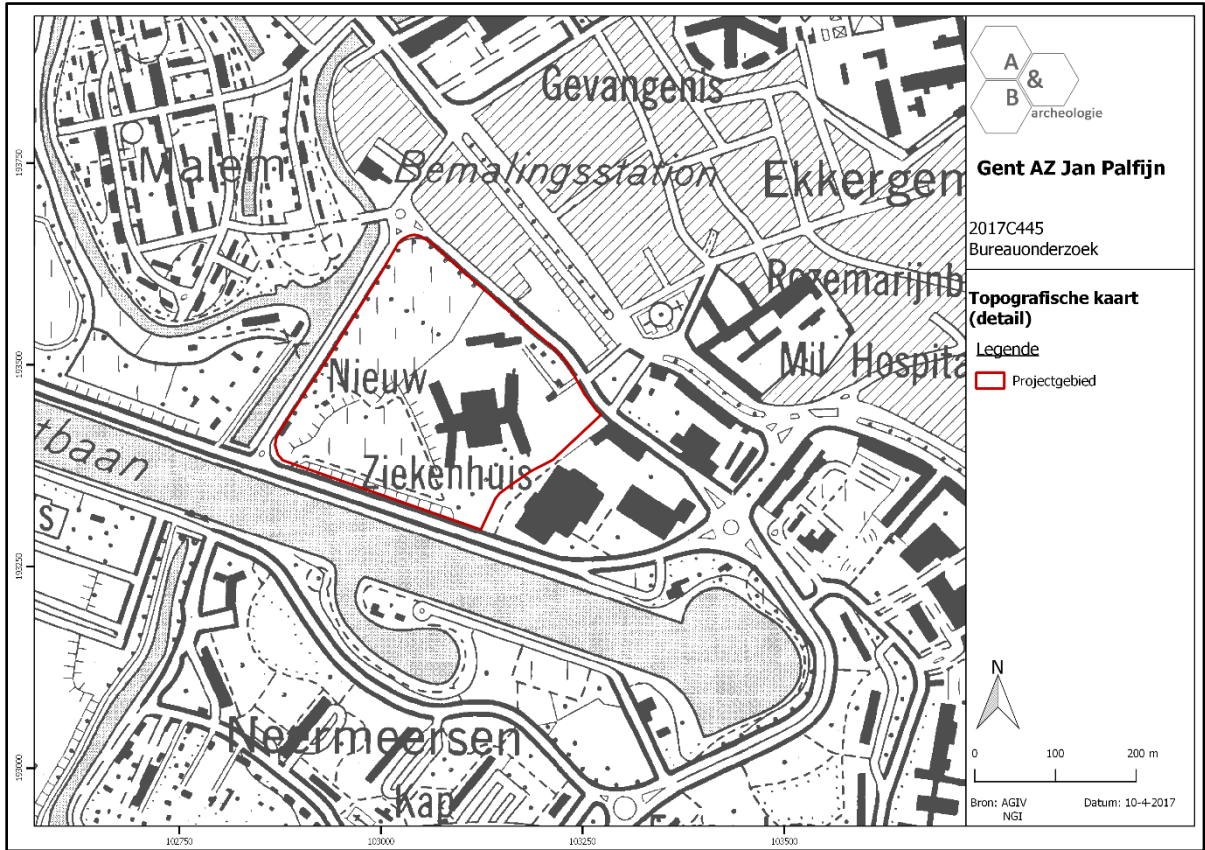 Gevangenis
Malem
Bemalingsstation
Ekkergem
Rozemarijnb
Mil Hospita
Nieuw
Ziekenhuis
tbaan
S
Neermeersen
Kap
193750
193500
193250
193000
102750
103000
103250
103500
A
&
B
archeologie
Gent AZ Jan Palfijn
2017C445
Bureauonderzoek
Topografische kaart
(detail)
Legende
Projectgebied
N
0 100 200 m
Bron: AGIV Datum: 10-4-2017
NGI